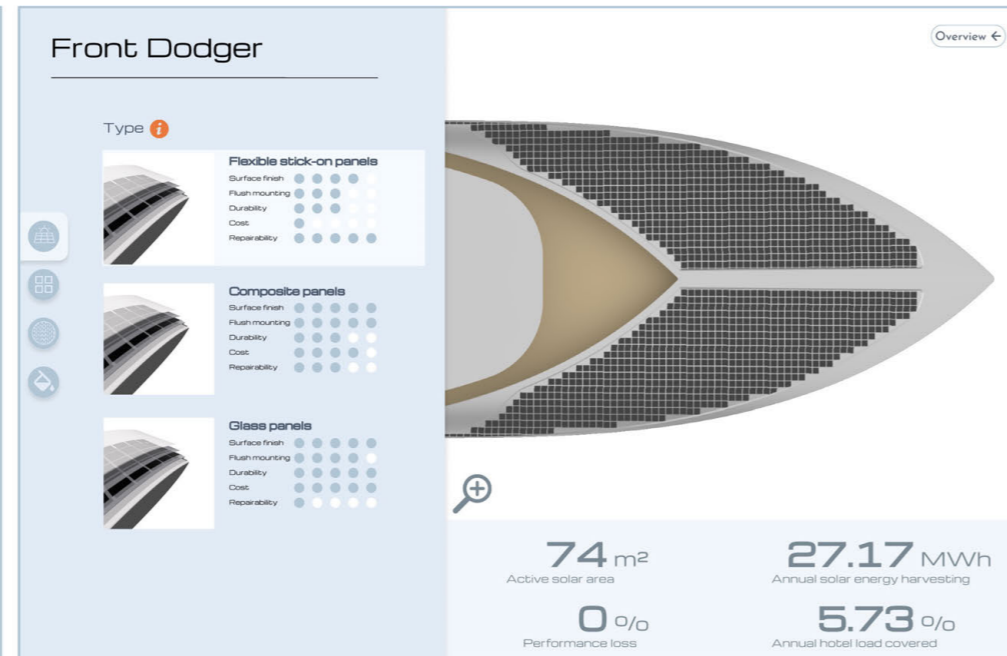 Front Dodger
Overview ←
Type i
Flexible stick-on panels
Surface finish
Flush mounting
Durability
Cost
Repairability
Composite panels
Surface finish
Flush mounting
Durability
Cost
Repairability
Glass panels
Surface finish
Flush mounting
Durability
Cost
Repairability
74 m²
Active solar area
27.17 MWh
Annual solar energy harvesting
0 %
Performance loss
5.73 %
Annual hotel load covered